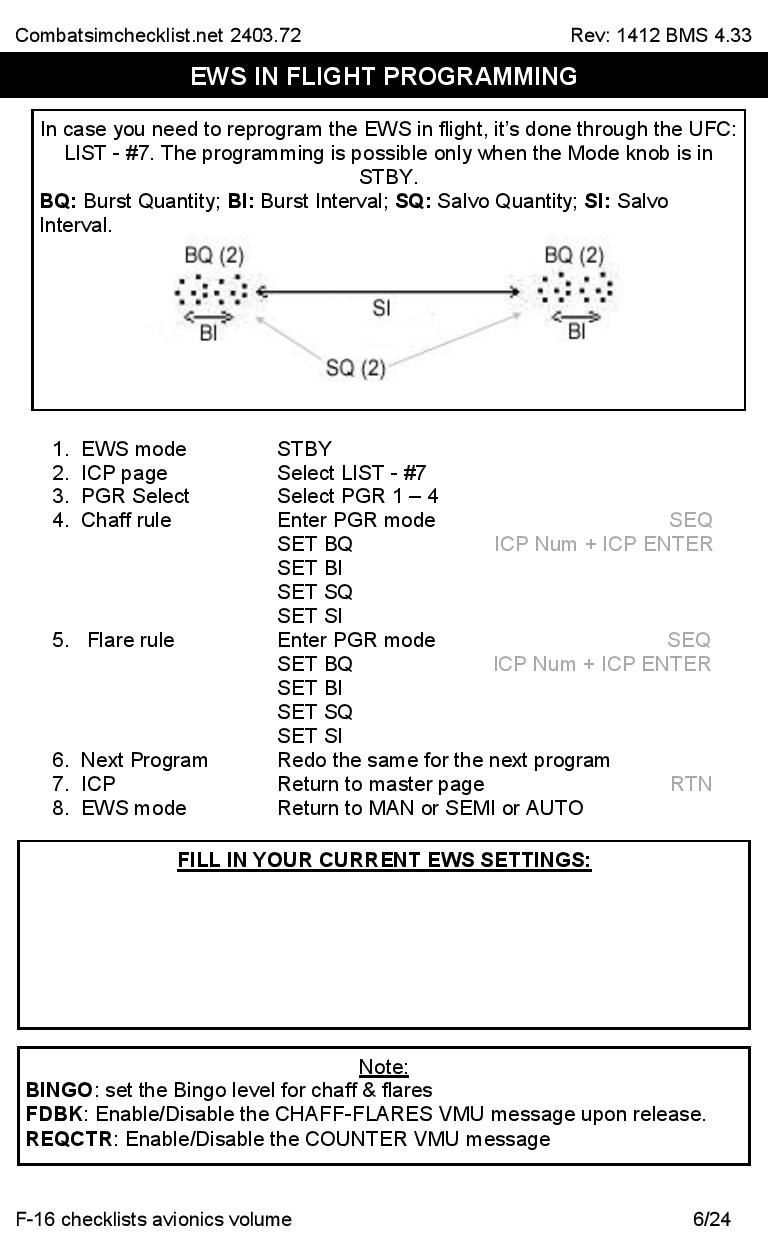 Combatsimchecklist.net 2403.72 Rev: 1412 BMS 4.33
EWS IN FLIGHT PROGRAMMING
In case you need to reprogram the EWS in flight, it's done through the UFC:
LIST - #7. The programming is possible only when the Mode knob is in
STBY.
BQ: Burst Quantity; BI: Burst Interval; SQ: Salvo Quantity; SI: Salvo
Interval.
BQ (2) BQ (2)
SI
BI BI
SQ (2)
1. EWS mode STBY
2. ICP page Select LIST - #7
3. PGR Select Select PGR 1 – 4
4. Chaff rule Enter PGR mode SEQ
SET BQ ICP Num + ICP ENTER
SET BI
SET SQ
SET SI
5. Flare rule Enter PGR mode SEQ
SET BQ ICP Num + ICP ENTER
SET BI
SET SQ
SET SI
6. Next Program Redo the same for the next program
7. ICP Return to master page RTN
8. EWS mode Return to MAN or SEMI or AUTO
FILL IN YOUR CURRENT EWS SETTINGS:
Note:
BINGO: set the Bingo level for chaff & flares
FDBK: Enable/Disable the CHAFF-FLARES VMU message upon release.
REQCTR: Enable/Disable the COUNTER VMU message
F-16 checklists avionics volume 6/24